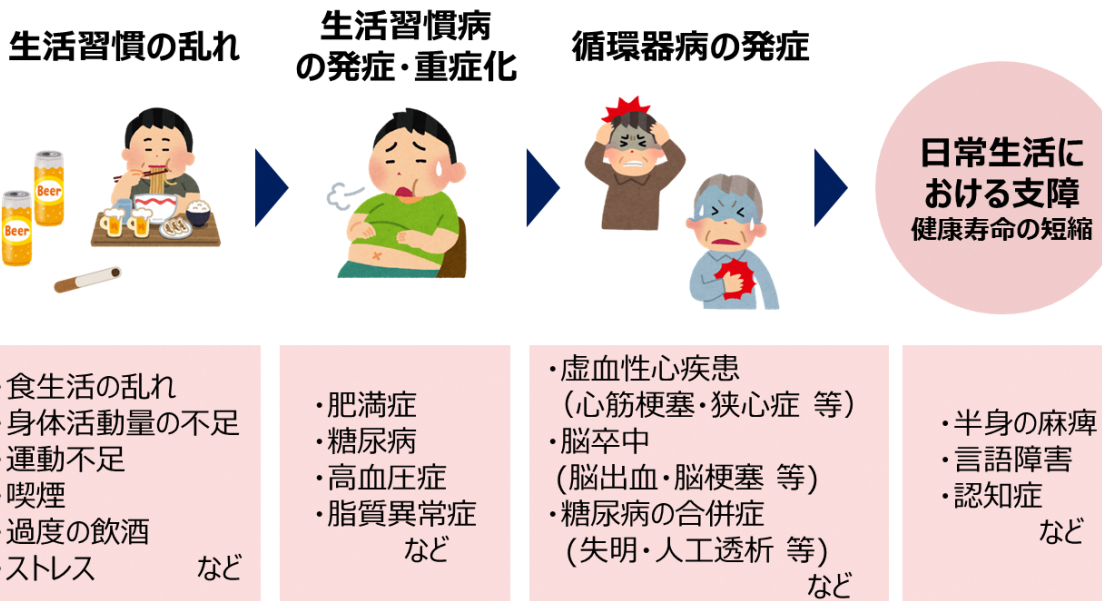 生活習慣の乱れ
生活習慣病
の発症・重症化
循環器病の発症
日常生活に
おける支障
健康寿命の短縮
Beer
Beer
・食生活の乱れ
・身体活動量の不足
・運動不足
・喫煙
・過度の飲酒
・ストレス など
・肥満症
・糖尿病
・高血圧症
・脂質異常症
など
・虚血性心疾患
（心筋梗塞・狭心症 等）
・脳卒中
(脳出血・脳梗塞 等)
・糖尿病の合併症
(失明・人工透析 等)
など
・半身の麻痺
・言語障害
・認知症
など